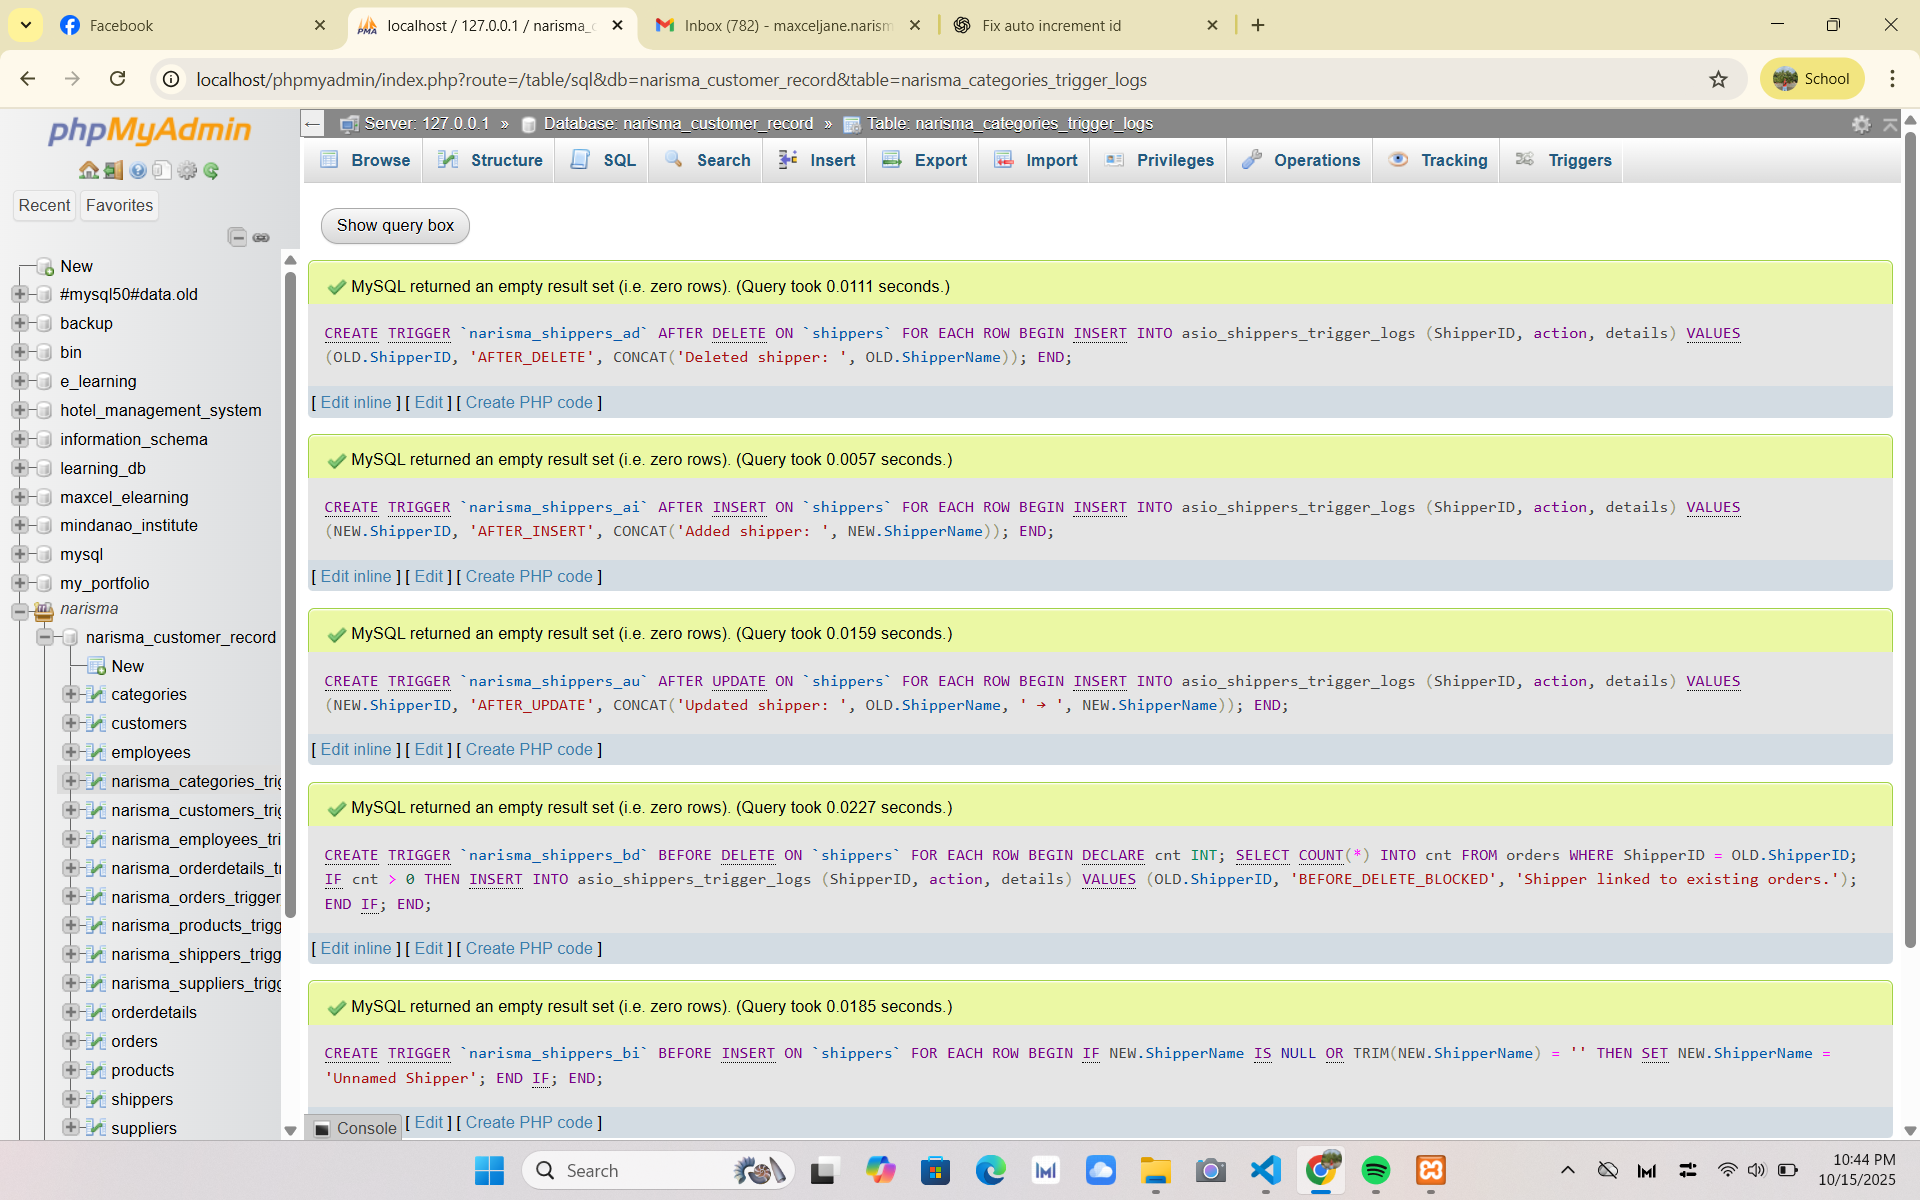 Facebook
localhost / 127.0.0.1 / narisma_c
Inbox (782) - maxceljane.narism
Fix auto increment id
localhost/phpmyadmin/index.php?route=/table/sql&db=narisma_customer_record&table=narisma_categories_trigger_logs
School
phpMyAdmin
Recent
Favorites
New
#mysql50#data.old
backup
bin
e_learning
hotel_management_system
information_schema
learning_db
maxcel_elearning
mindanao_institute
mysql
my_portfolio
narisma
narisma_customer_record
New
categories
customers
employees
narisma_categories_trig
narisma_customers_trig
narisma_employees_tri
narisma_orderdetails_t
narisma_orders_trigger
narisma_products_trigg
narisma_shippers_trigg
narisma_suppliers_trigg
orderdetails
orders
products
shippers
suppliers
Server: 127.0.0.1 » Database: narisma_customer_record » Table: narisma_categories_trigger_logs
Browse Structure SQL Search Insert Export Import Privileges Operations Tracking Triggers
Show query box
MySQL returned an empty result set (i.e. zero rows). (Query took 0.0111 seconds.)
CREATE TRIGGER `narisma_shippers_ad` AFTER DELETE ON `shippers` FOR EACH ROW BEGIN INSERT INTO asio_shippers_trigger_logs (ShipperID, action, details) VALUES
(OLD.ShipperID, 'AFTER_DELETE', CONCAT('Deleted shipper: ', OLD.ShipperName)); END;
[ Edit inline ] [ Edit ] [ Create PHP code ]
MySQL returned an empty result set (i.e. zero rows). (Query took 0.0057 seconds.)
CREATE TRIGGER `narisma_shippers_ai` AFTER INSERT ON `shippers` FOR EACH ROW BEGIN INSERT INTO asio_shippers_trigger_logs (ShipperID, action, details) VALUES
(NEW.ShipperID, 'AFTER_INSERT', CONCAT('Added shipper: ', NEW.ShipperName)); END;
[ Edit inline ] [ Edit ] [ Create PHP code ]
MySQL returned an empty result set (i.e. zero rows). (Query took 0.0159 seconds.)
CREATE TRIGGER `narisma_shippers_au` AFTER UPDATE ON `shippers` FOR EACH ROW BEGIN INSERT INTO asio_shippers_trigger_logs (ShipperID, action, details) VALUES
(NEW.ShipperID, 'AFTER_UPDATE', CONCAT('Updated shipper: ', OLD.ShipperName, ' → ', NEW.ShipperName)); END;
[ Edit inline ] [ Edit ] [ Create PHP code ]
MySQL returned an empty result set (i.e. zero rows). (Query took 0.0227 seconds.)
CREATE TRIGGER `narisma_shippers_bd` BEFORE DELETE ON `shippers` FOR EACH ROW BEGIN DECLARE cnt INT; SELECT COUNT(*) INTO cnt FROM orders WHERE ShipperID = OLD.ShipperID;
IF cnt > 0 THEN INSERT INTO asio_shippers_trigger_logs (ShipperID, action, details) VALUES (OLD.ShipperID, 'BEFORE_DELETE_BLOCKED', 'Shipper linked to existing orders.');
END IF; END;
[ Edit inline ] [ Edit ] [ Create PHP code ]
MySQL returned an empty result set (i.e. zero rows). (Query took 0.0185 seconds.)
CREATE TRIGGER `narisma_shippers_bi` BEFORE INSERT ON `shippers` FOR EACH ROW BEGIN IF NEW.ShipperName IS NULL OR TRIM(NEW.ShipperName) = '' THEN SET NEW.ShipperName =
'Unnamed Shipper'; END IF; END;
Console [ Edit ] [ Create PHP code ]
Search
10:44 PM
10/15/2025